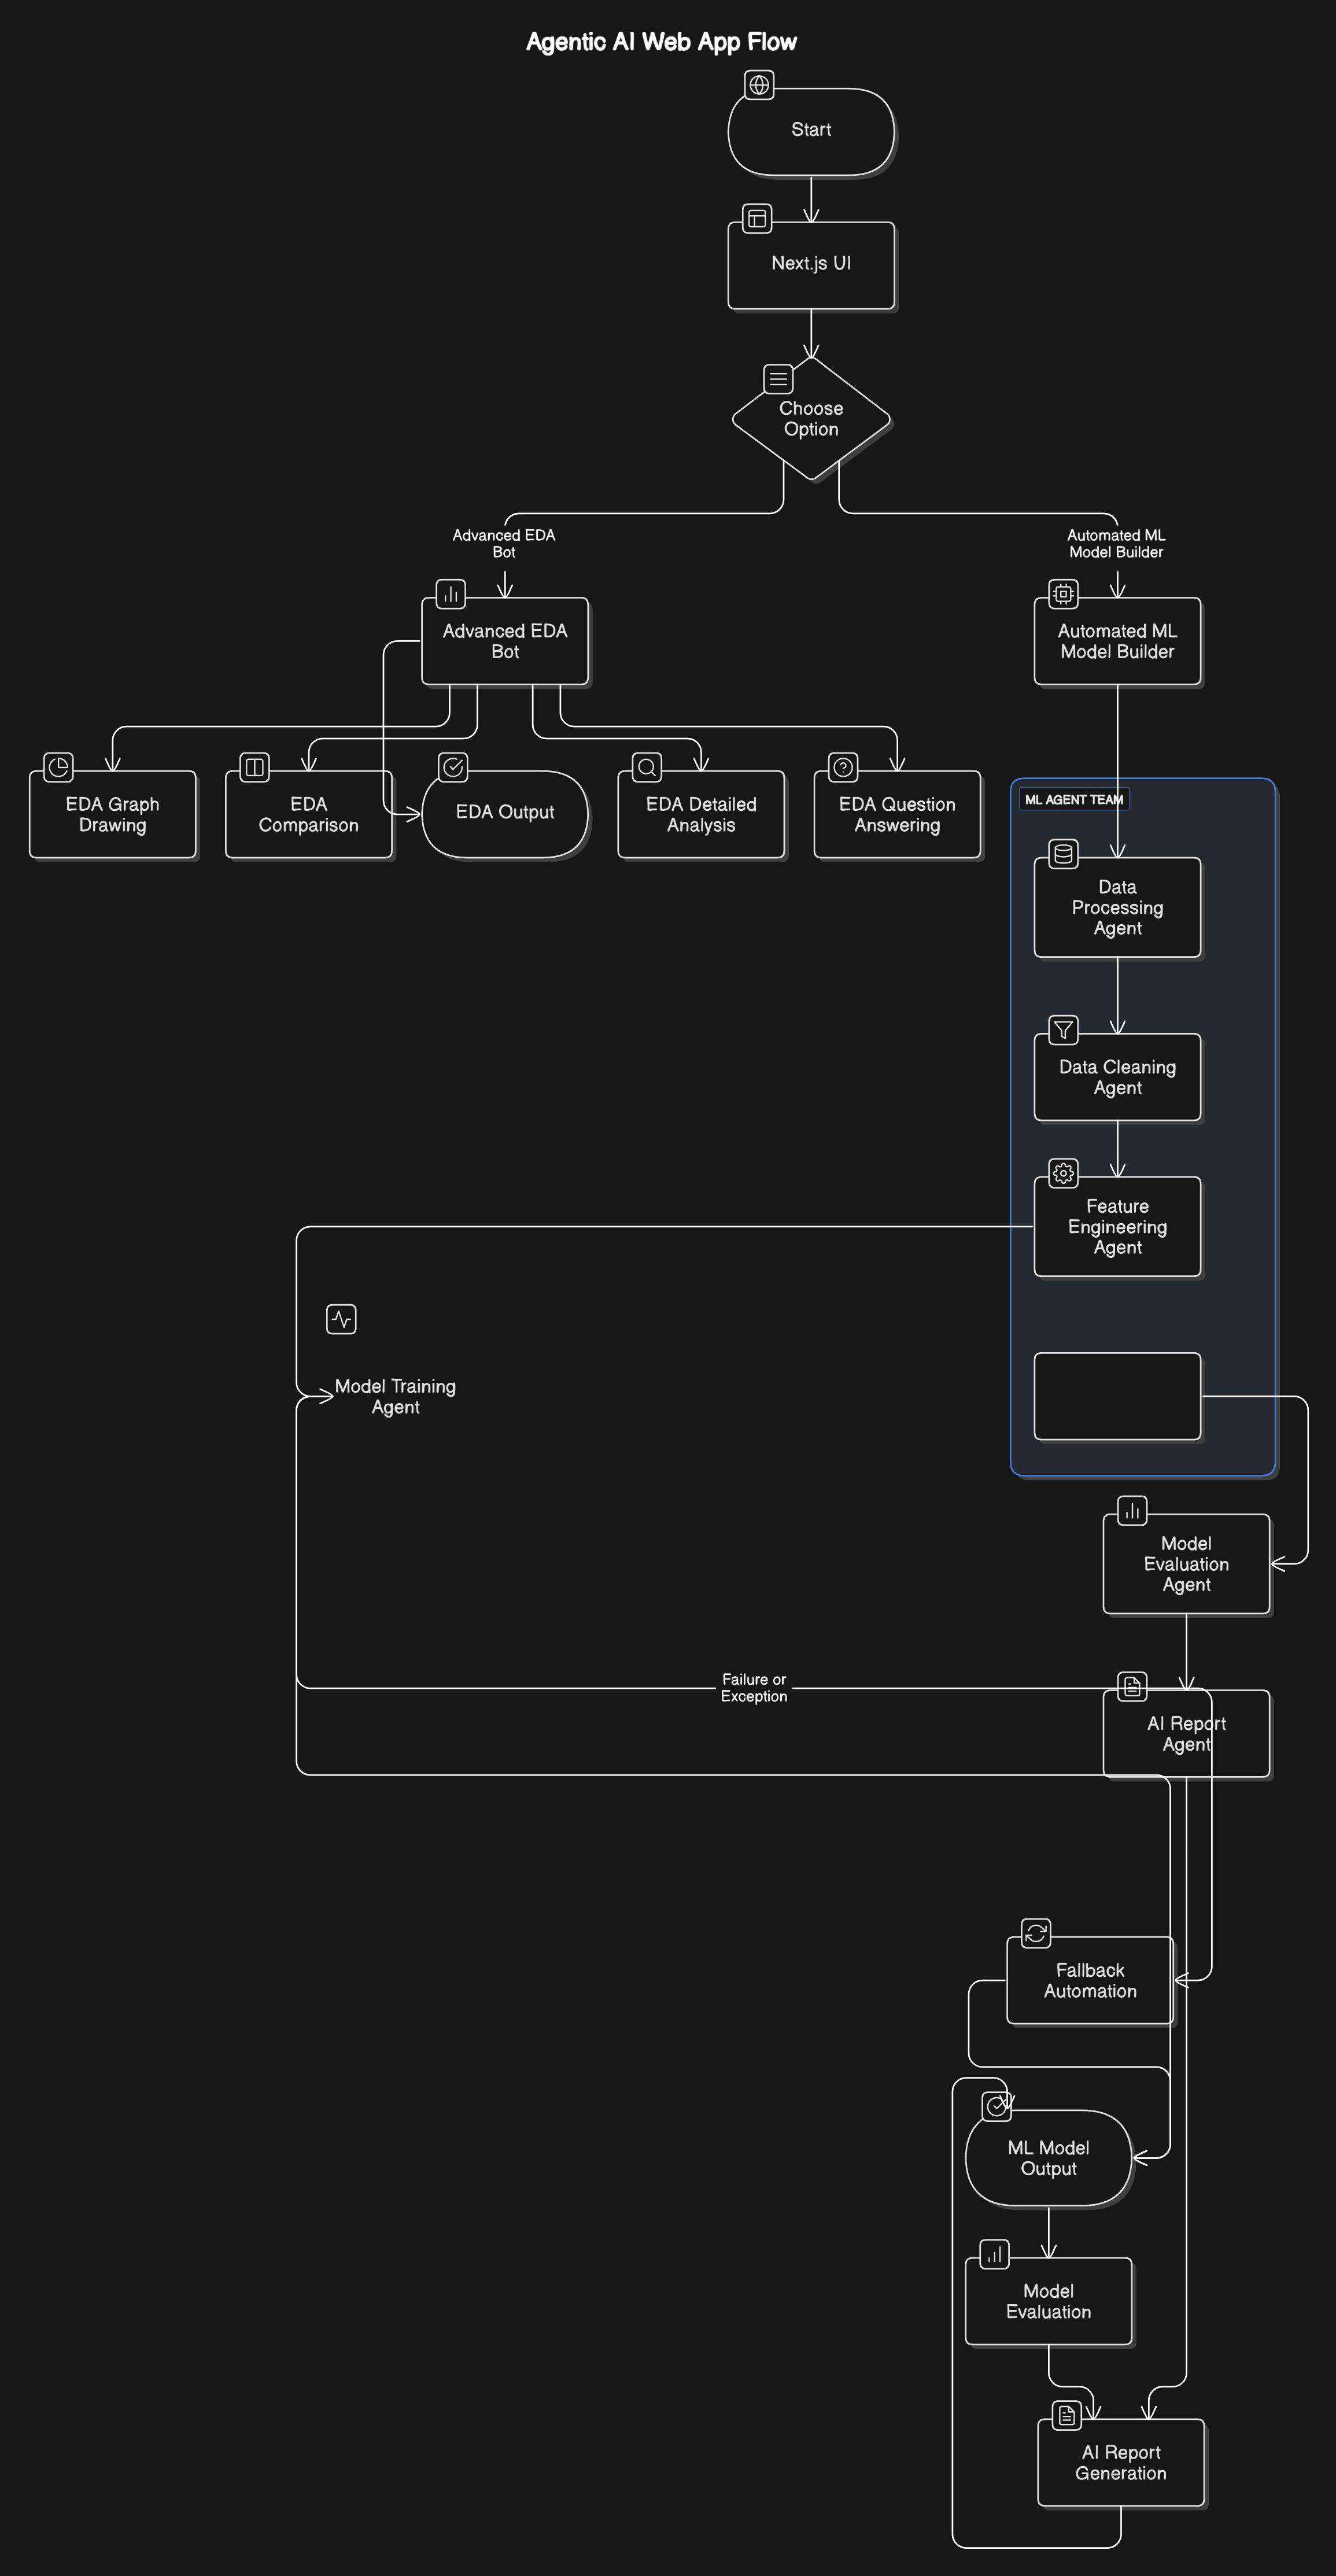 Agentic AI Web App Flow
Start
Next.js UI
Choose
Option
Advanced EDA
Bot
Automated ML
Model Builder
Advanced EDA
Bot
Automated ML
Model Builder
EDA Graph
Drawing
EDA
Comparison
EDA Output
EDA Detailed
Analysis
EDA Question
Answering
ML AGENT TEAM
Data
Processing
Agent
Data Cleaning
Agent
Feature
Engineering
Agent
Model Training
Agent
Model
Evaluation
Agent
Failure or
Exception
AI Report
Agent
Fallback
Automation
ML Model
Output
Model
Evaluation
AI Report
Generation